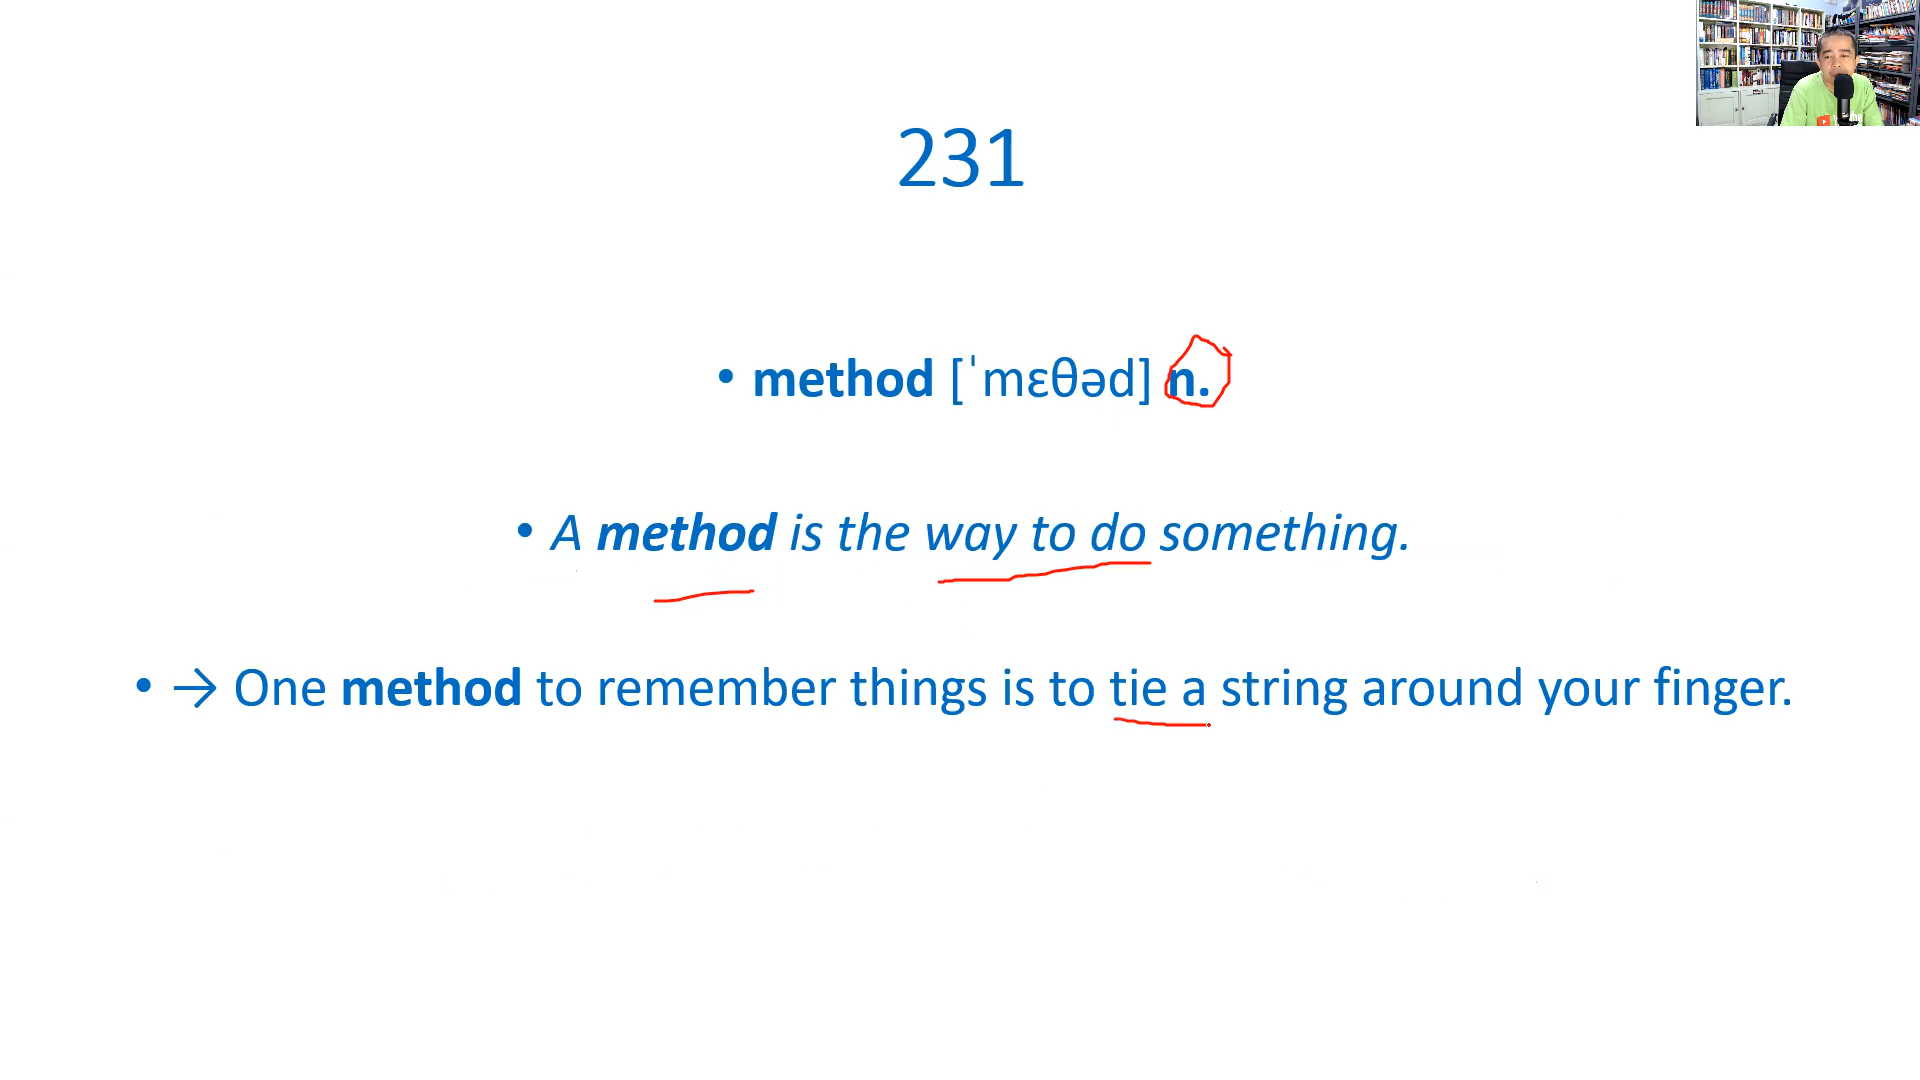 231
• method [ˈmɛθəd] n.
• A method is the way to do something.
• → One method to remember things is to tie a string around your finger.